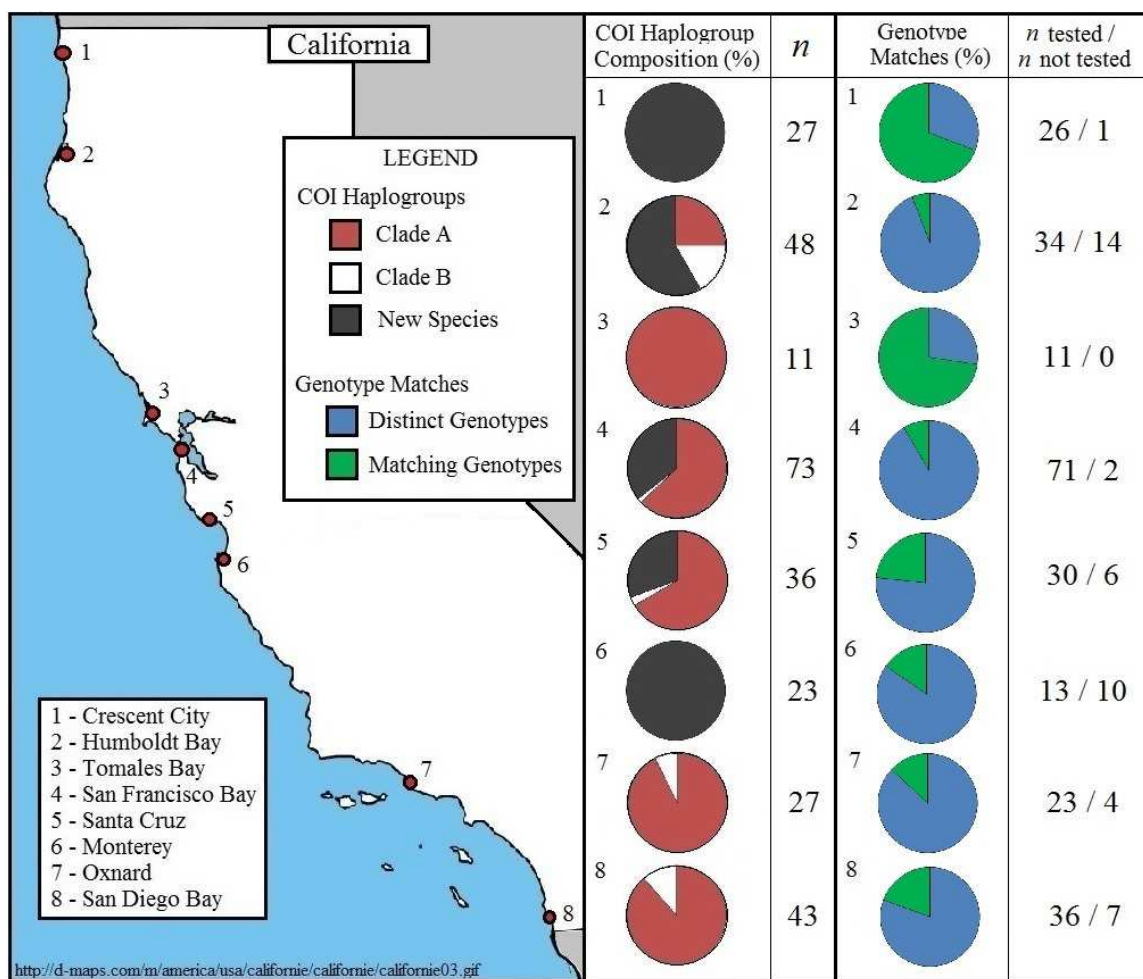 California
1
2
3
4
5
6
7
8
LEGEND
COI Haplogroups
Clade A
Clade B
New Species
Genotype Matches
Distinct Genotypes
Matching Genotypes
1 - Crescent City
2 - Humboldt Bay
3 - Tomales Bay
4 - San Francisco Bay
5 - Santa Cruz
6 - Monterey
7 - Oxnard
8 - San Diego Bay
http://d-maps.com/m/america/usa/californie/californie/californie03.gif
COI Haplogroup
Composition (%)
n
Genotype
Matches (%)
n tested /
n not tested
1 27 1 26 / 1
2 48 2 34 / 14
3 11 3 11 / 0
4 73 4 71 / 2
5 36 5 30 / 6
6 23 6 13 / 10
7 27 7 23 / 4
8 43 8 36 / 7